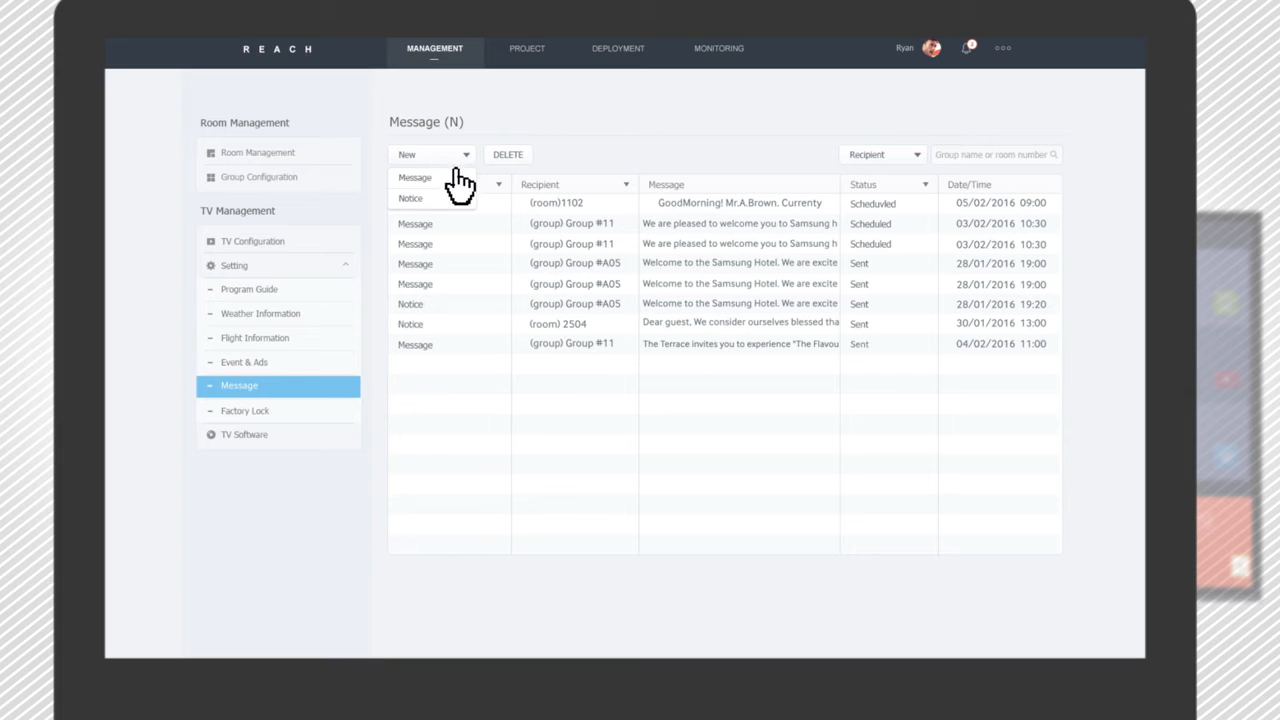 REACH
MANAGEMENT PROJECT DEPLOYMENT MONITORING Ryan
Room Management
Room Management
Group Configuration
TV Management
TV Configuration
Setting
Program Guide
Weather Information
Flight Information
Event & Ads
Message
Factory Lock
TV Software
Message (N)
New DELETE Recipient Group name or room number
Message
Notice
Recipient Message Status Date/Time
(room)1102 GoodMorning! Mr.A.Brown. Currenty Scheduvled 05/02/2016 09:00
Message (group) Group #11 We are pleased to welcome you to Samsung h Scheduled 03/02/2016 10:30
Message (group) Group #11 We are pleased to welcome you to Samsung h Scheduled 03/02/2016 10:30
Message (group) Group #A05 Welcome to the Samsung Hotel. We are excite Sent 28/01/2016 19:00
Message (group) Group #A05 Welcome to the Samsung Hotel. We are excite Sent 28/01/2016 19:00
Notice (group) Group #A05 Welcome to the Samsung Hotel. We are excite Sent 28/01/2016 19:20
Notice (room) 2504 Dear guest, We consider ourselves blessed tha Sent 30/01/2016 13:00
Message (group) Group #11 The Terrace invites you to experience "The Flavou Sent 04/02/2016 11:00